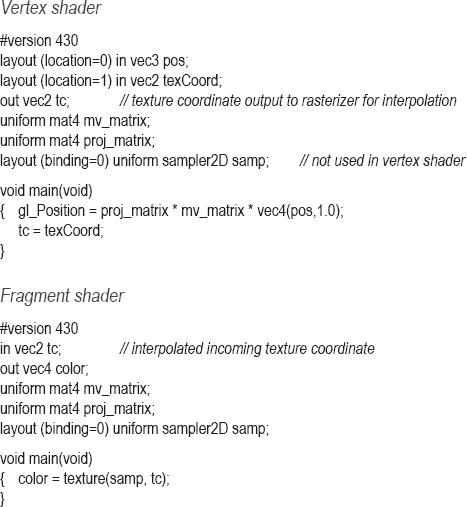 Vertex shader
#version 430
layout (location=0) in vec3 pos;
layout (location=1) in vec2 texCoord;
out vec2 tc; // texture coordinate output to rasterizer for interpolation
uniform mat4 mv_matrix;
uniform mat4 proj_matrix;
layout (binding=0) uniform sampler2D samp; // not used in vertex shader
void main(void)
{ gl_Position = proj_matrix * mv_matrix * vec4(pos,1.0);
tc = texCoord;
}
Fragment shader
#version 430
in vec2 tc; // interpolated incoming texture coordinate
out vec4 color;
uniform mat4 mv_matrix;
uniform mat4 proj_matrix;
layout (binding=0) uniform sampler2D samp;
void main(void)
{ color = texture(samp, tc);
}